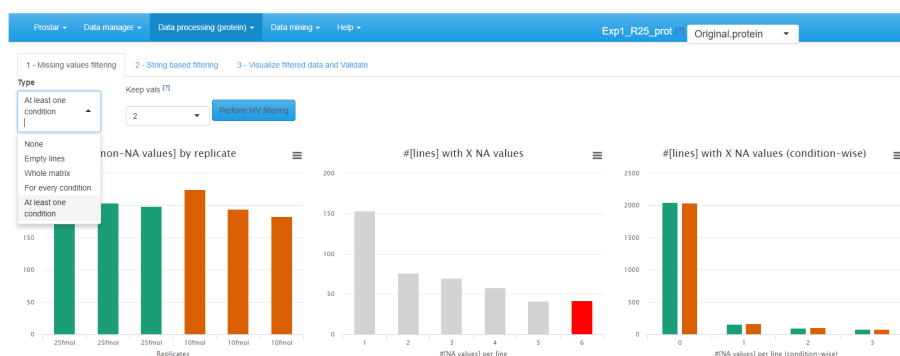 Prostar Data manager Data processing (protein) Data mining Help Exp1_R25_prot [?] Original.protein
1 - Missing values filtering 2 - String based filtering 3 - Visualize filtered data and Validate
Type
Keep vals [?]
At least one
condition
2 Perform MV filtering
None
Empty lines
Whole matrix
For every condition
At least one
condition
non-NA values] by replicate
150
100
50
0
25fmol 25fmol 25fmol 10fmol 10fmol 10fmol
Replicates
#[lines] with X NA values
200
150
100
50
0
1 2 3 4 5 6
#[NA values] per line
#[lines] with X NA values (condition-wise)
2500
2000
1500
1000
500
0
0 1 2 3
#[NA values] per line (condition-wise)